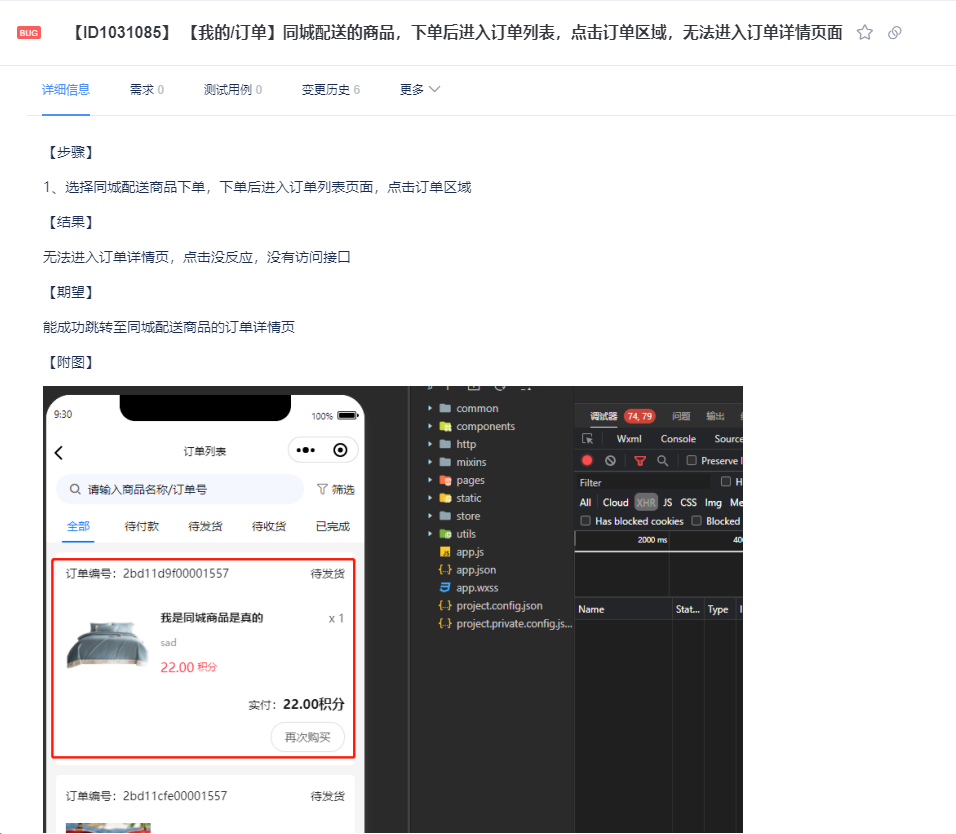 BUG 【ID1031085】 【我的/订单】同城配送的商品，下单后进入订单列表，点击订单区域，无法进入订单详情页面
详细信息 需求 0 测试用例 0 变更历史 6 更多
【步骤】
1、选择同城配送商品下单，下单后进入订单列表页面，点击订单区域
【结果】
无法进入订单详情页，点击没反应，没有访问接口
【期望】
能成功跳转至同城配送商品的订单详情页
【附图】
9:30 100%
订单列表
请输入商品名称/订单号 筛选
全部 待付款 待发货 待收货 已完成
订单编号：2bd11d9f00001557 待发货
我是同城商品是真的 x 1
sad
22.00 积分
实付：22.00积分
再次购买
订单编号：2bd11cfe00001557 待发货
common
components
http
mixins
pages
static
store
utils
app.js
app.json
app.wxss
project.config.json
project.private.config.js...
调试器 74, 79 问题 输出
Wxml Console Source
Preserve l
Filter H
All Cloud XHR JS CSS Img Me
Has blocked cookies Blocked
2000 ms 40
Name Stat... Type I